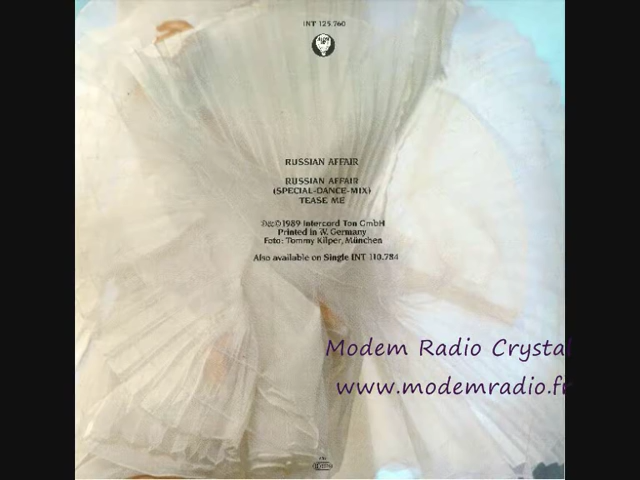 INT 125.760
RUSSIAN AFFAIR
RUSSIAN AFFAIR
(SPECIAL-DANCE-MIX)
TEASE ME
℗&©1989 Intercord Ton GmbH
Printed in W. Germany
Foto: Tommy Kilper, München
Also available on Single INT 110.784
Modem Radio Crystal
www.modemradio.fr